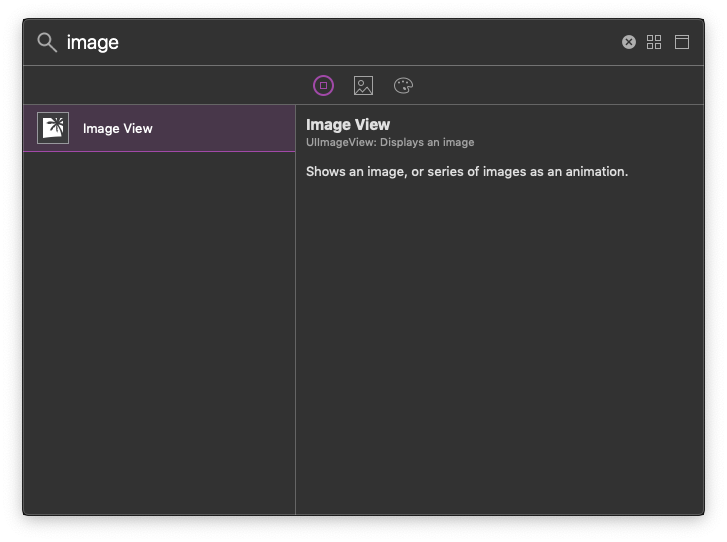 image
Image View
Image View
UIImageView: Displays an image
Shows an image, or series of images as an animation.